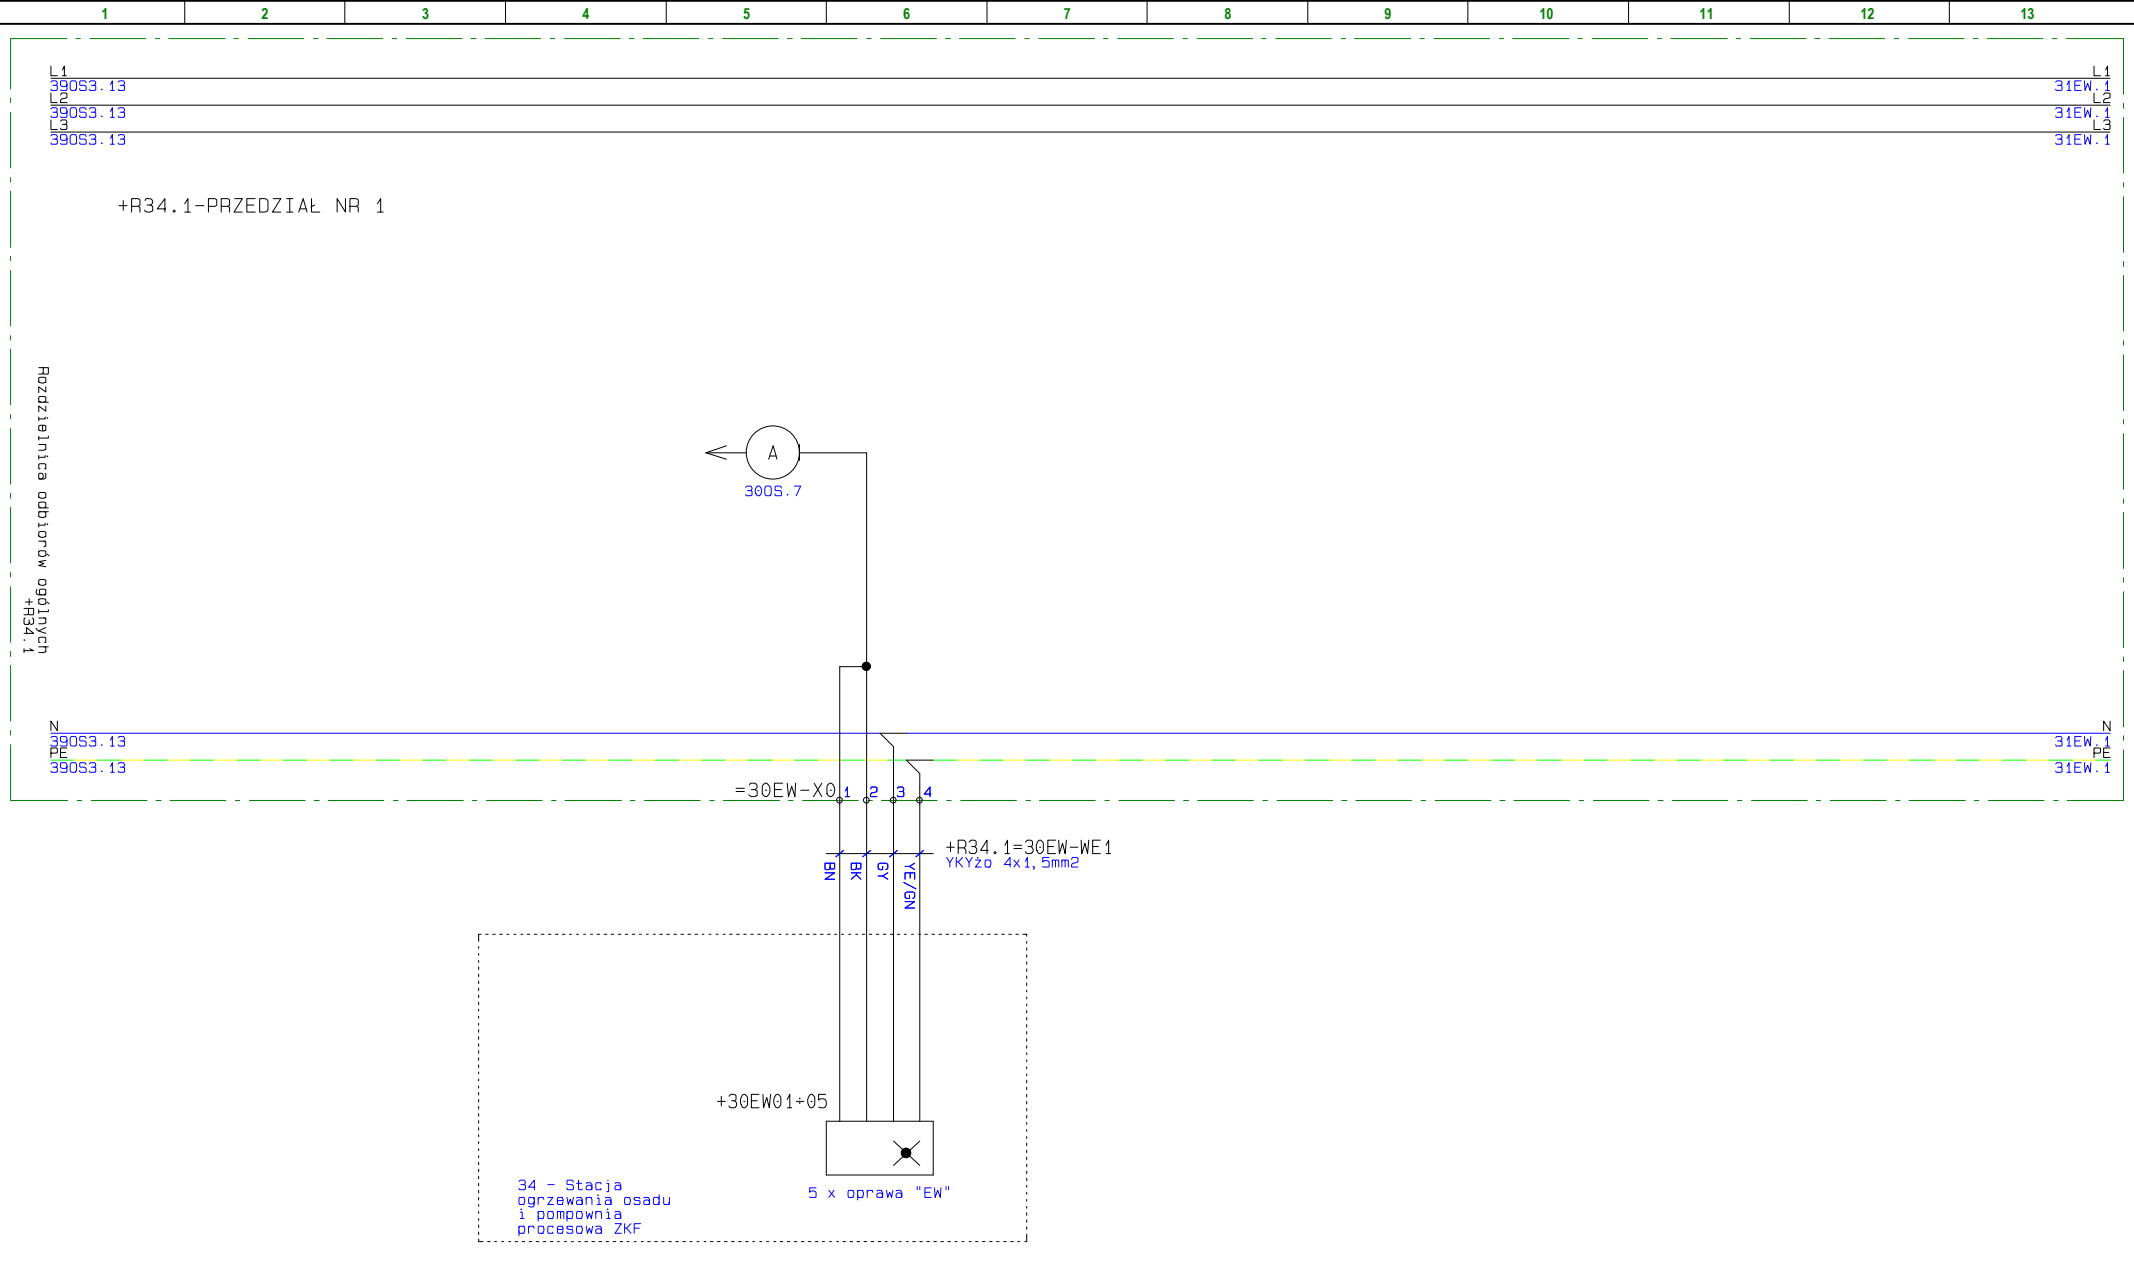 1 2 3 4 5 6 7 8 9 10 11 12 13
L1 L1
390S3.13 31EW.1
L2 L2
390S3.13 31EW.1
L3 L3
390S3.13 31EW.1
+R34.1-PRZEDZIAŁ NR 1
Rozdzielnica odbiorów ogólnych
+R34.1
A
30OS.7
N N
390S3.13 31EW.1
PE PE
390S3.13 31EW.1
=30EW-X0 1 2 3 4
+R34.1=30EW-WE1
YKYżo 4x1,5mm2
BN BK GY YE/GN
+30EW01÷05
34 - Stacja
ogrzewania osadu
i pompownia
procesowa ZKF
5 x oprawa "EW"